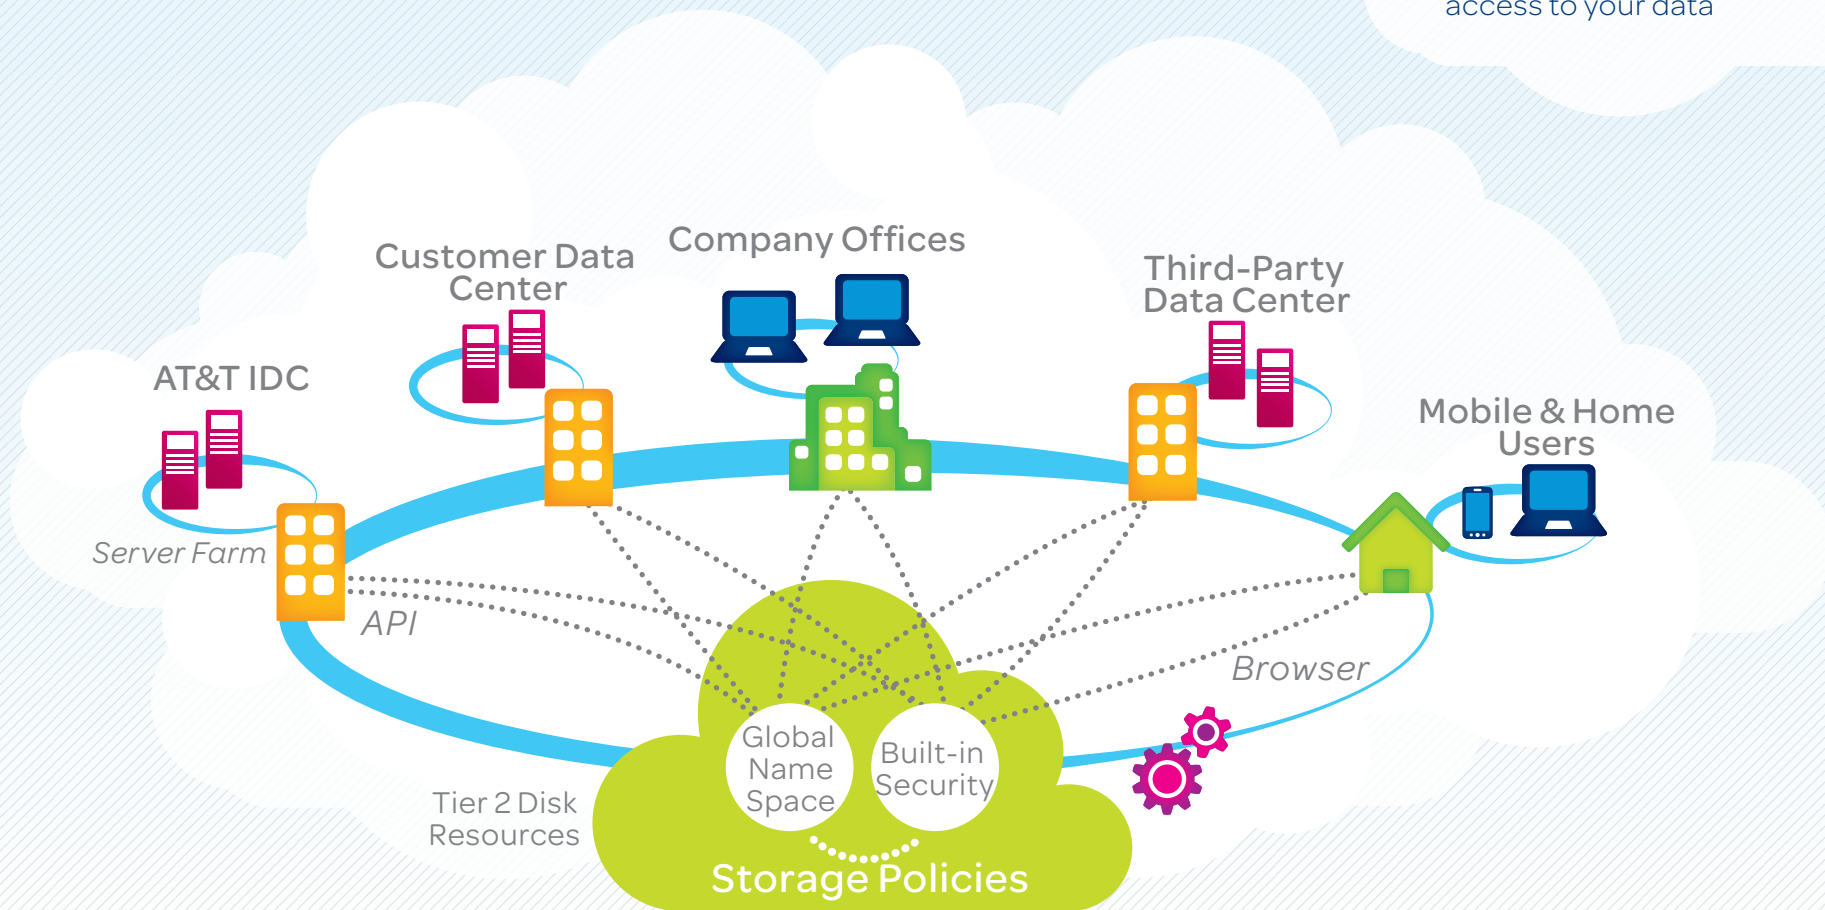 access to your data
Company Offices
Customer Data
Center
Third-Party
Data Center
AT&T IDC
Mobile & Home
Users
Server Farm
API
Browser
Global
Name
Space
Built-in
Security
Tier 2 Disk
Resources
Storage Policies